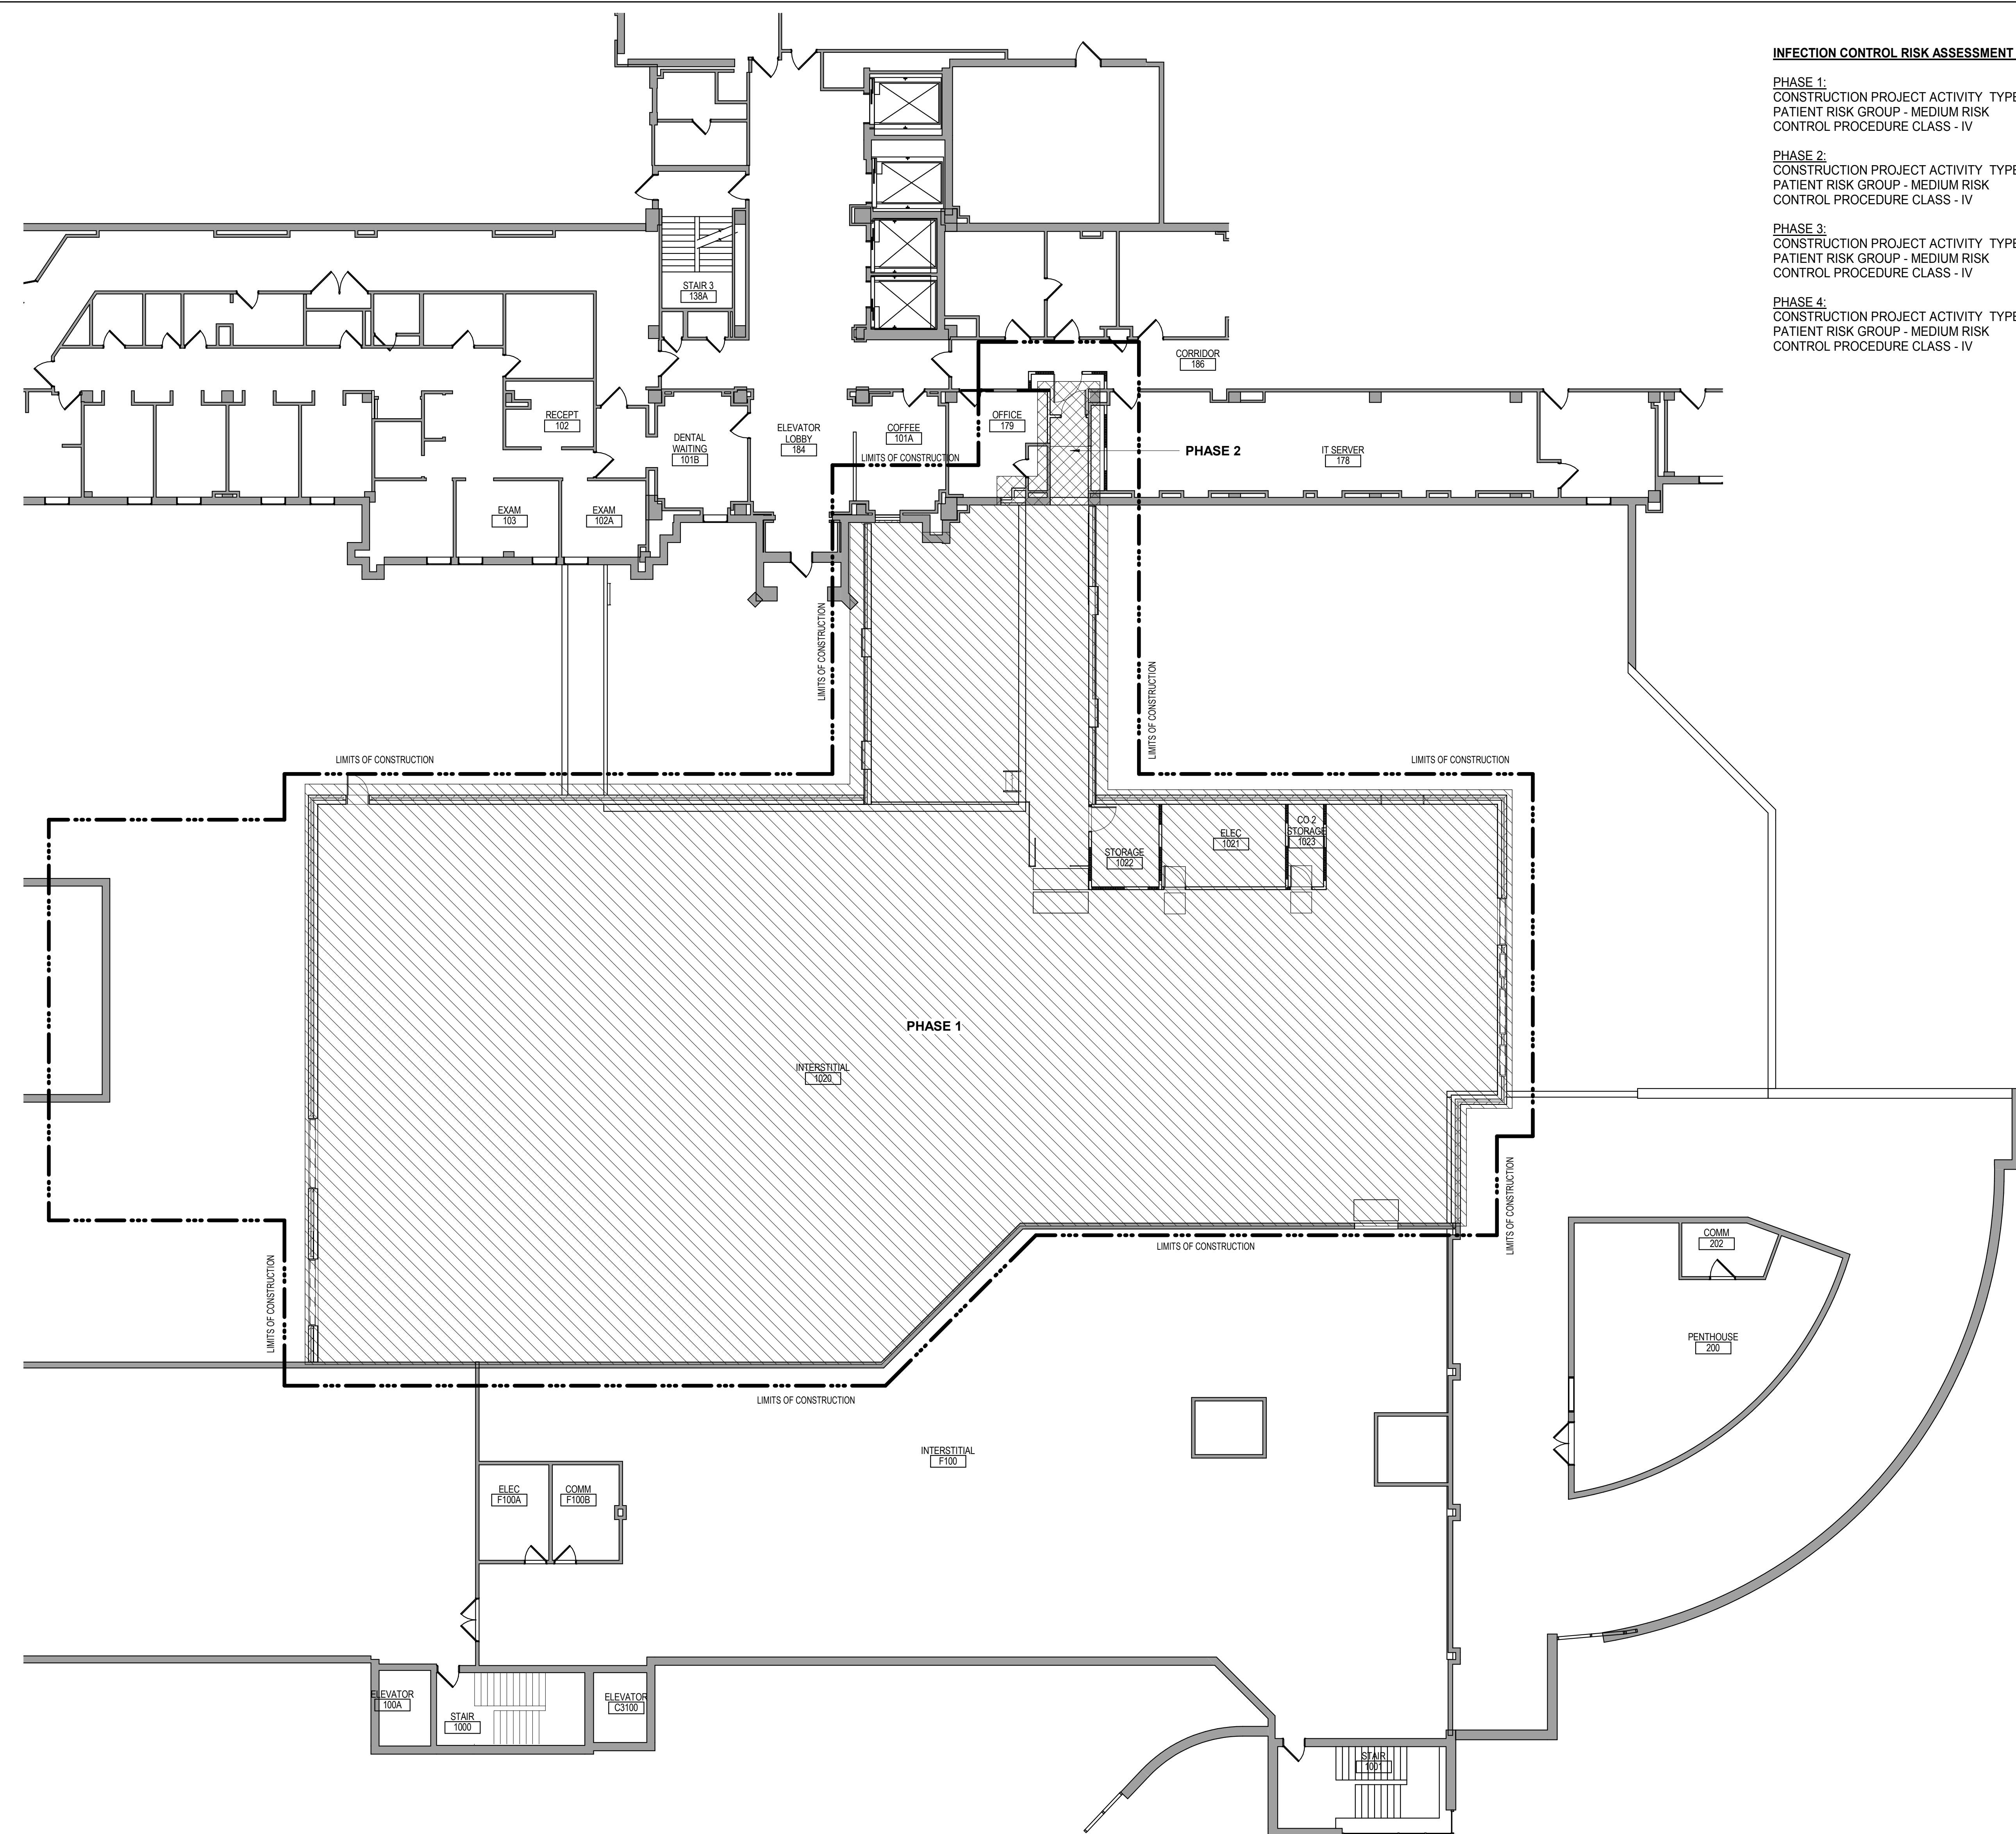 INFECTION CONTROL RISK ASSESSMENT
PHASE 1:
CONSTRUCTION PROJECT ACTIVITY TYPE
PATIENT RISK GROUP - MEDIUM RISK
CONTROL PROCEDURE CLASS - IV
PHASE 2:
CONSTRUCTION PROJECT ACTIVITY TYPE
PATIENT RISK GROUP - MEDIUM RISK
CONTROL PROCEDURE CLASS - IV
PHASE 3:
CONSTRUCTION PROJECT ACTIVITY TYPE
PATIENT RISK GROUP - MEDIUM RISK
CONTROL PROCEDURE CLASS - IV
PHASE 4:
CONSTRUCTION PROJECT ACTIVITY TYPE
PATIENT RISK GROUP - MEDIUM RISK
CONTROL PROCEDURE CLASS - IV
STAIR 3
138A
CORRIDOR
186
RECEPT
102
DENTAL
WAITING
101B
ELEVATOR
LOBBY
184
COFFEE
101A
OFFICE
179
PHASE 2
IT SERVER
178
LIMITS OF CONSTRUCTION
EXAM
103
EXAM
102A
LIMITS OF CONSTRUCTION
LIMITS OF CONSTRUCTION
LIMITS OF CONSTRUCTION
LIMITS OF CONSTRUCTION
STORAGE
1022
ELEC
1021
CO 2
STORAGE
1023
PHASE 1
INTERSTITIAL
1020
LIMITS OF CONSTRUCTION
LIMITS OF CONSTRUCTION
LIMITS OF CONSTRUCTION
LIMITS OF CONSTRUCTION
COMM
202
PENTHOUSE
200
INTERSTITIAL
F100
ELEC
F100A
COMM
F100B
ELEVATOR
100A
STAIR
1000
ELEVATOR
C3100
STAIR
1001